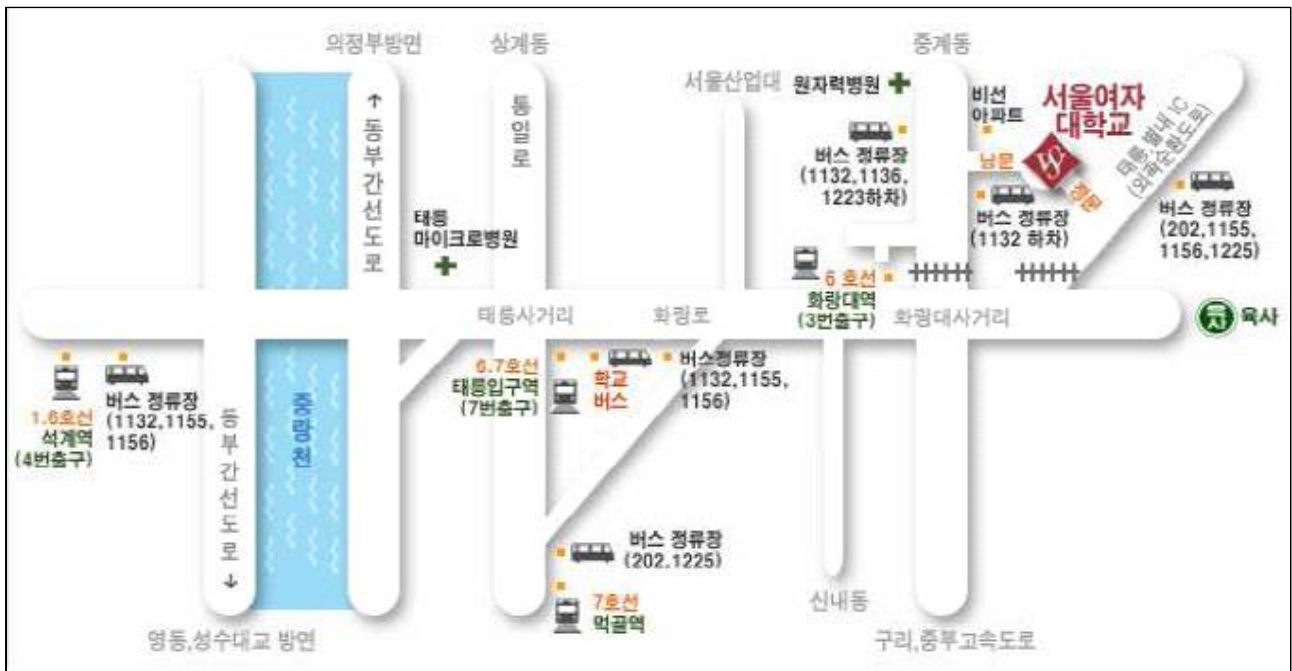 의정부방면
상계동
중계동
서울산업대
원자력병원
비선
아파트
서울여자
대학교
태릉,별내 IC
(외곽순환도로)
↑ 동부간선도로
통일로
버스 정류장
(1132,1136,
1223하차)
남문
정문
버스 정류장
(1132 하차)
버스 정류장
(202,1155,
1156,1225)
태릉
마이크로병원
6 호선
화랑대역
(3번출구)
태릉사거리
화랑로
화랑대사거리
육사
1.6호선
석계역
(4번출구)
버스 정류장
(1132,1155,
1156)
동부간선도로 ↓
중랑천
6.7호선
태릉입구역
(7번출구)
학교
버스
버스정류장
(1132,1155,
1156)
버스 정류장
(202.1225)
7호선
먹골역
신내동
영동,성수대교 방면
구리,중부고속도로